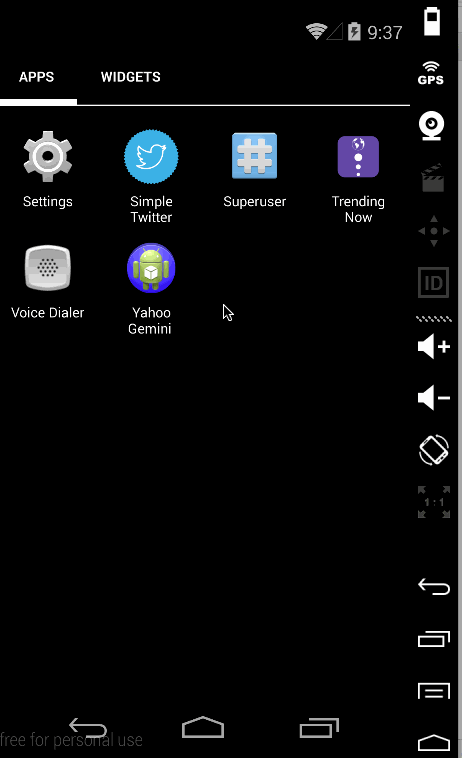 9:37
APPS WIDGETS
GPS
Settings Simple Twitter Superuser Trending Now
Voice Dialer Yahoo Gemini
ID
1:1
free for personal use